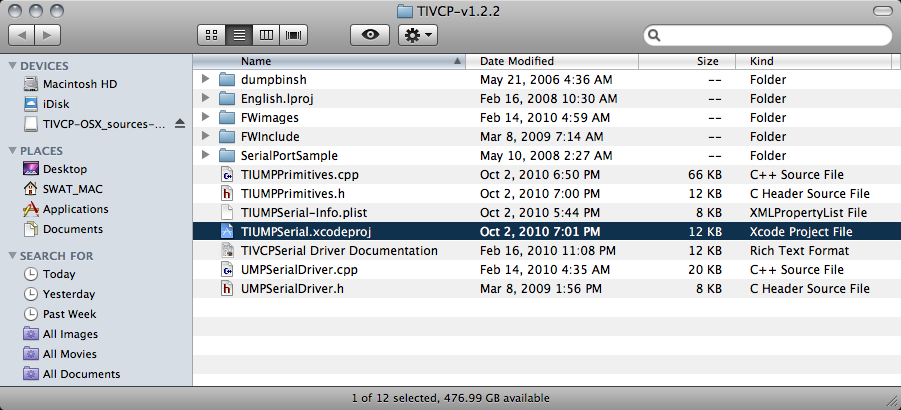 TIVCP-v1.2.2
Name Date Modified Size Kind
DEVICES
Macintosh HD
iDisk
TIVCP-OSX_sources-...
PLACES
Desktop
SWAT_MAC
Applications
Documents
SEARCH FOR
Today
Yesterday
Past Week
All Images
All Movies
All Documents
dumpbinsh May 21, 2006 4:36 AM -- Folder
English.lproj Feb 16, 2008 10:30 AM -- Folder
FWimages Feb 14, 2010 4:59 AM -- Folder
FWInclude Mar 8, 2009 7:14 AM -- Folder
SerialPortSample May 10, 2008 2:27 AM -- Folder
TIUMPPrimitives.cpp Oct 2, 2010 6:50 PM 66 KB C++ Source File
TIUMPPrimitives.h Oct 2, 2010 7:00 PM 12 KB C Header Source File
TIUMPSerial-Info.plist Oct 2, 2010 5:44 PM 8 KB XMLPropertyList File
TIUMPSerial.xcodeproj Oct 2, 2010 7:01 PM 12 KB Xcode Project File
TIVCPSerial Driver Documentation Feb 16, 2010 11:08 PM 12 KB Rich Text Format
UMPSerialDriver.cpp Feb 14, 2010 4:35 AM 20 KB C++ Source File
UMPSerialDriver.h Mar 8, 2009 1:56 PM 8 KB C Header Source File
1 of 12 selected, 476.99 GB available